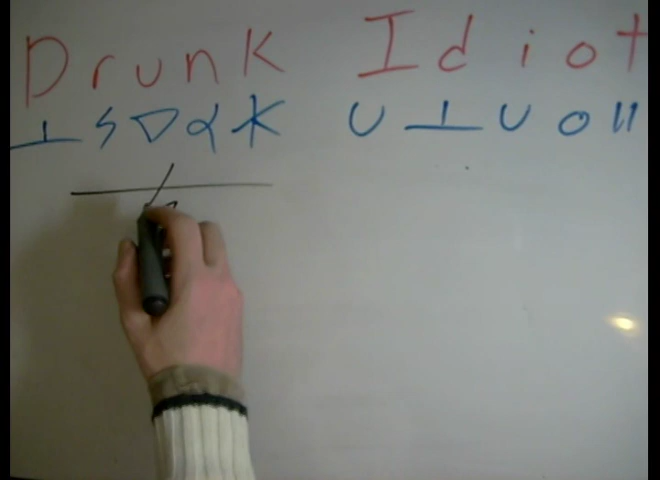 Drunk Idiot
⊥ ϟ ▽ ∝ ⚹ ∪ ⊥ ∪ o ॥